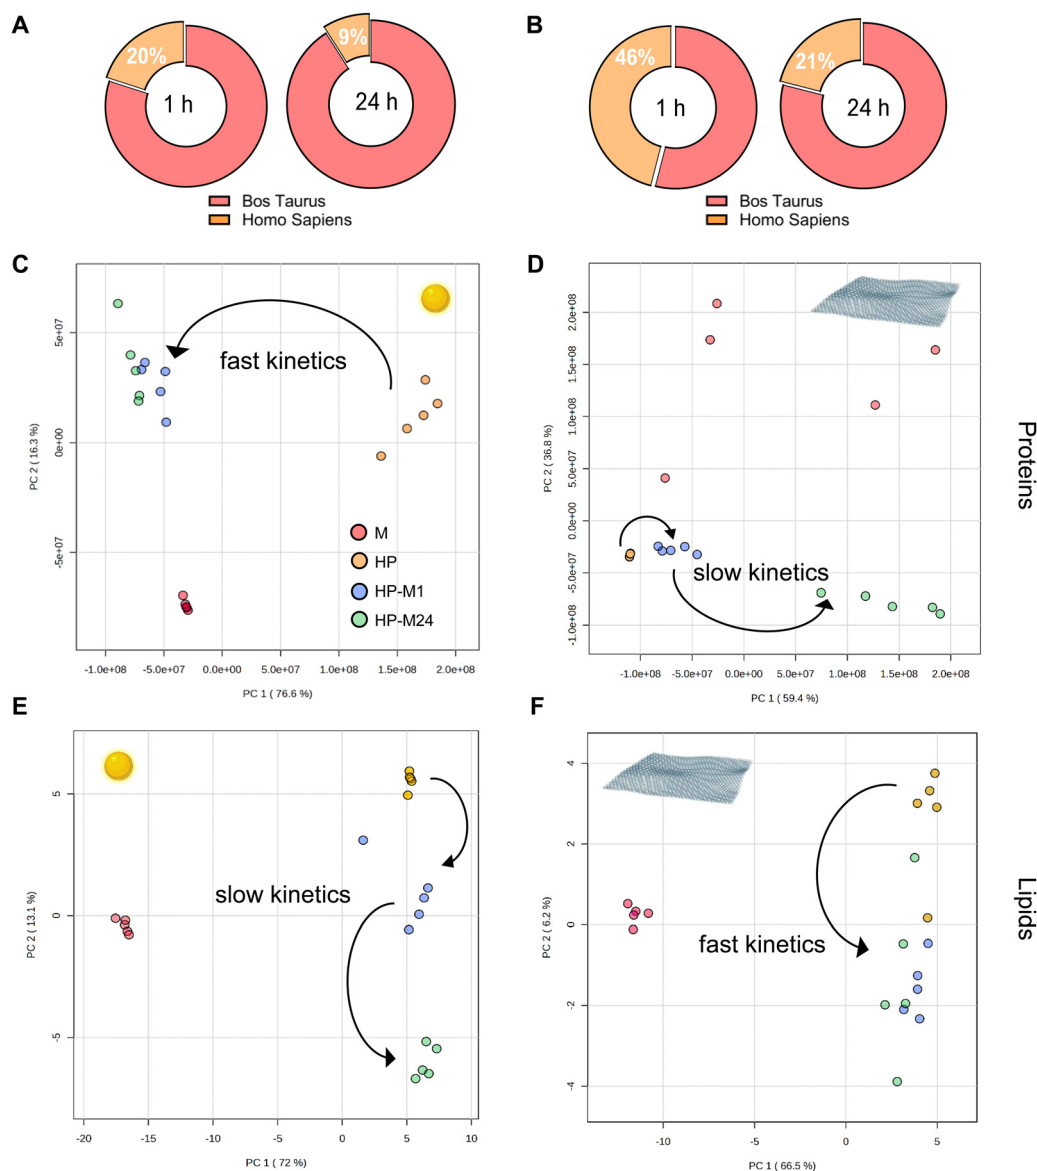 A
20%
1 h
9%
24 h
Bos Taurus
Homo Sapiens
B
46%
1 h
21%
24 h
Bos Taurus
Homo Sapiens
C
fast kinetics
M
HP
HP-M1
HP-M24
5e+07
0e+00
-5e+07
PC 2 ( 16.3 %)
-1.0e+08
-5.0e+07
0.0e+00
5.0e+07
1.0e+08
1.5e+08
2.0e+08
PC 1 ( 76.6 %)
D
slow kinetics
2.0e+08
1.5e+08
1.0e+08
5.0e+07
0.0e+00
-5.0e+07
-1.0e+08
PC 2 ( 36.8 %)
-1.0e+08
-5.0e+07
0.0e+00
5.0e+07
1.0e+08
1.5e+08
2.0e+08
PC 1 ( 59.4 %)
Proteins
E
slow kinetics
5
0
-5
PC 2 ( 13.1 %)
-20
-15
-10
-5
0
5
10
PC 1 ( 72 %)
F
fast kinetics
4
2
0
-2
-4
PC 2 ( 6.2 %)
-10
-5
0
5
PC 1 ( 66.5 %)
Lipids